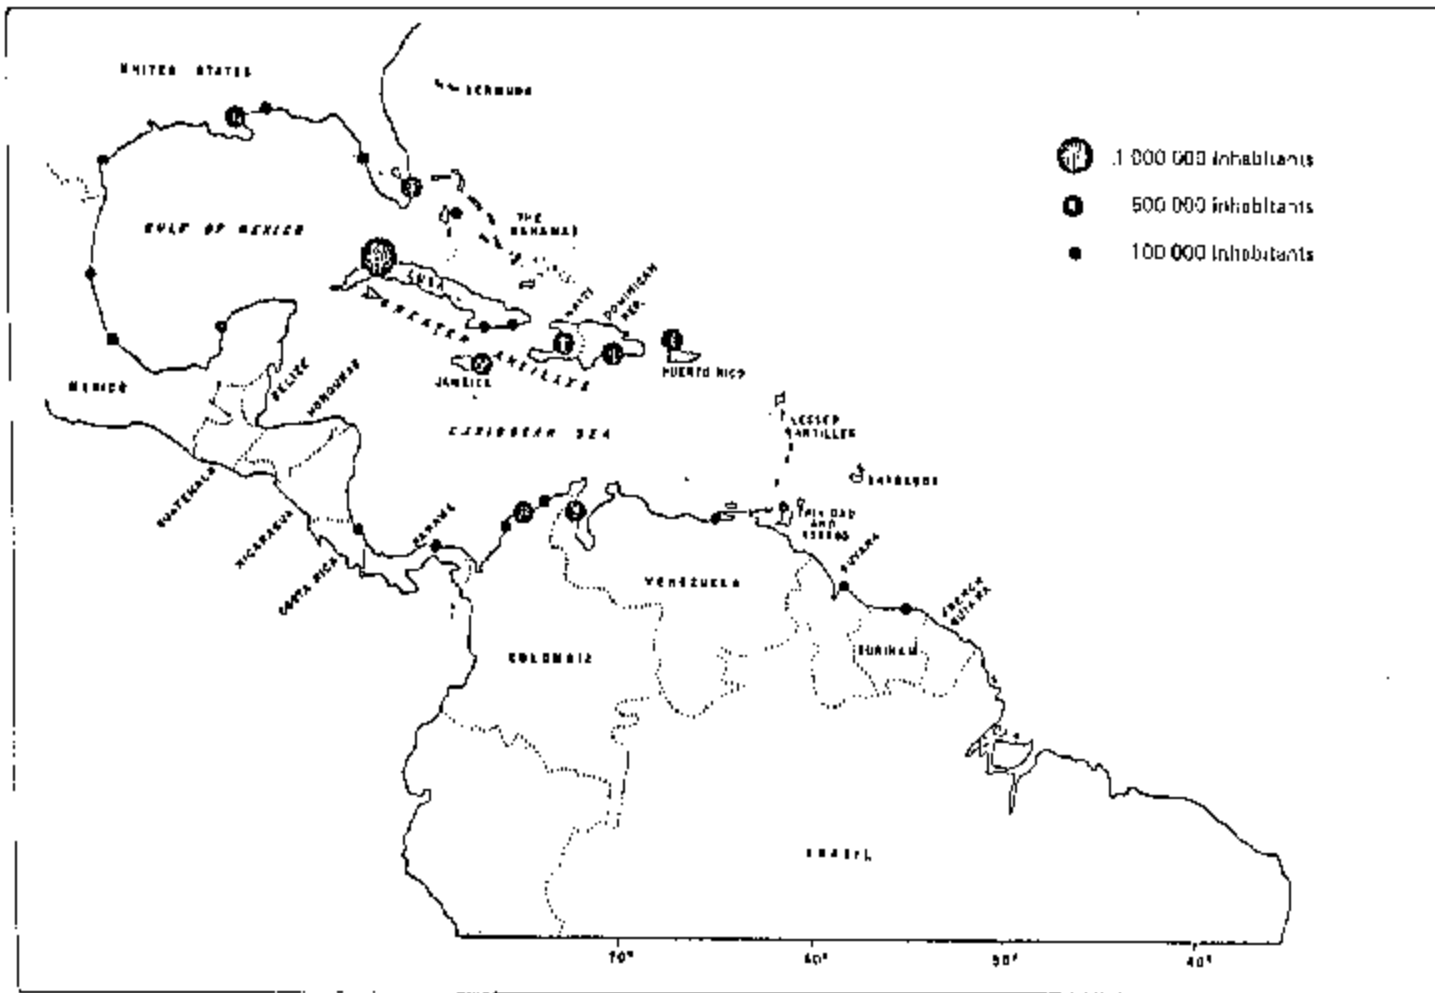 UNITED STATES
BERMUDA
1 000 000 inhabitants
500 000 inhabitants
100 000 inhabitants
GULF OF MEXICO
THE
BAHAMAS
CUBA
HAITI
DOMINICAN
REP.
GREATER ANTILLES
JAMAICA
PUERTO RICO
MEXICO
BELIZE
HONDURAS
CARIBBEAN SEA
LESSER
ANTILLES
BARBADOS
GUATEMALA
NICARAGUA
COSTA RICA
PANAMA
TRINIDAD
AND
TOBAGO
GUYANA
FRENCH
GUIANA
VENEZUELA
SURINAM
COLOMBIA
BRAZIL
70°
60°
50°
40°